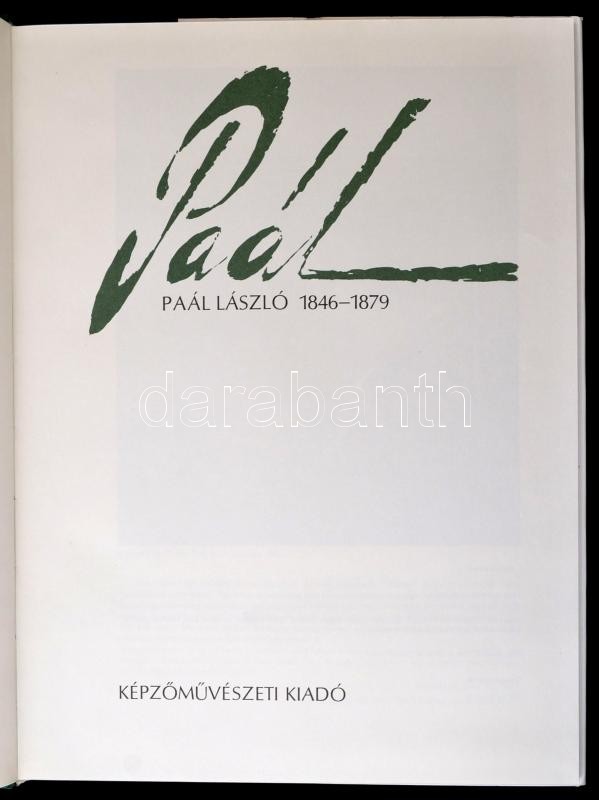 Paál
PAÁL LÁSZLÓ 1846–1879
darabanth
KÉPZŐMŰVÉSZETI KIADÓ